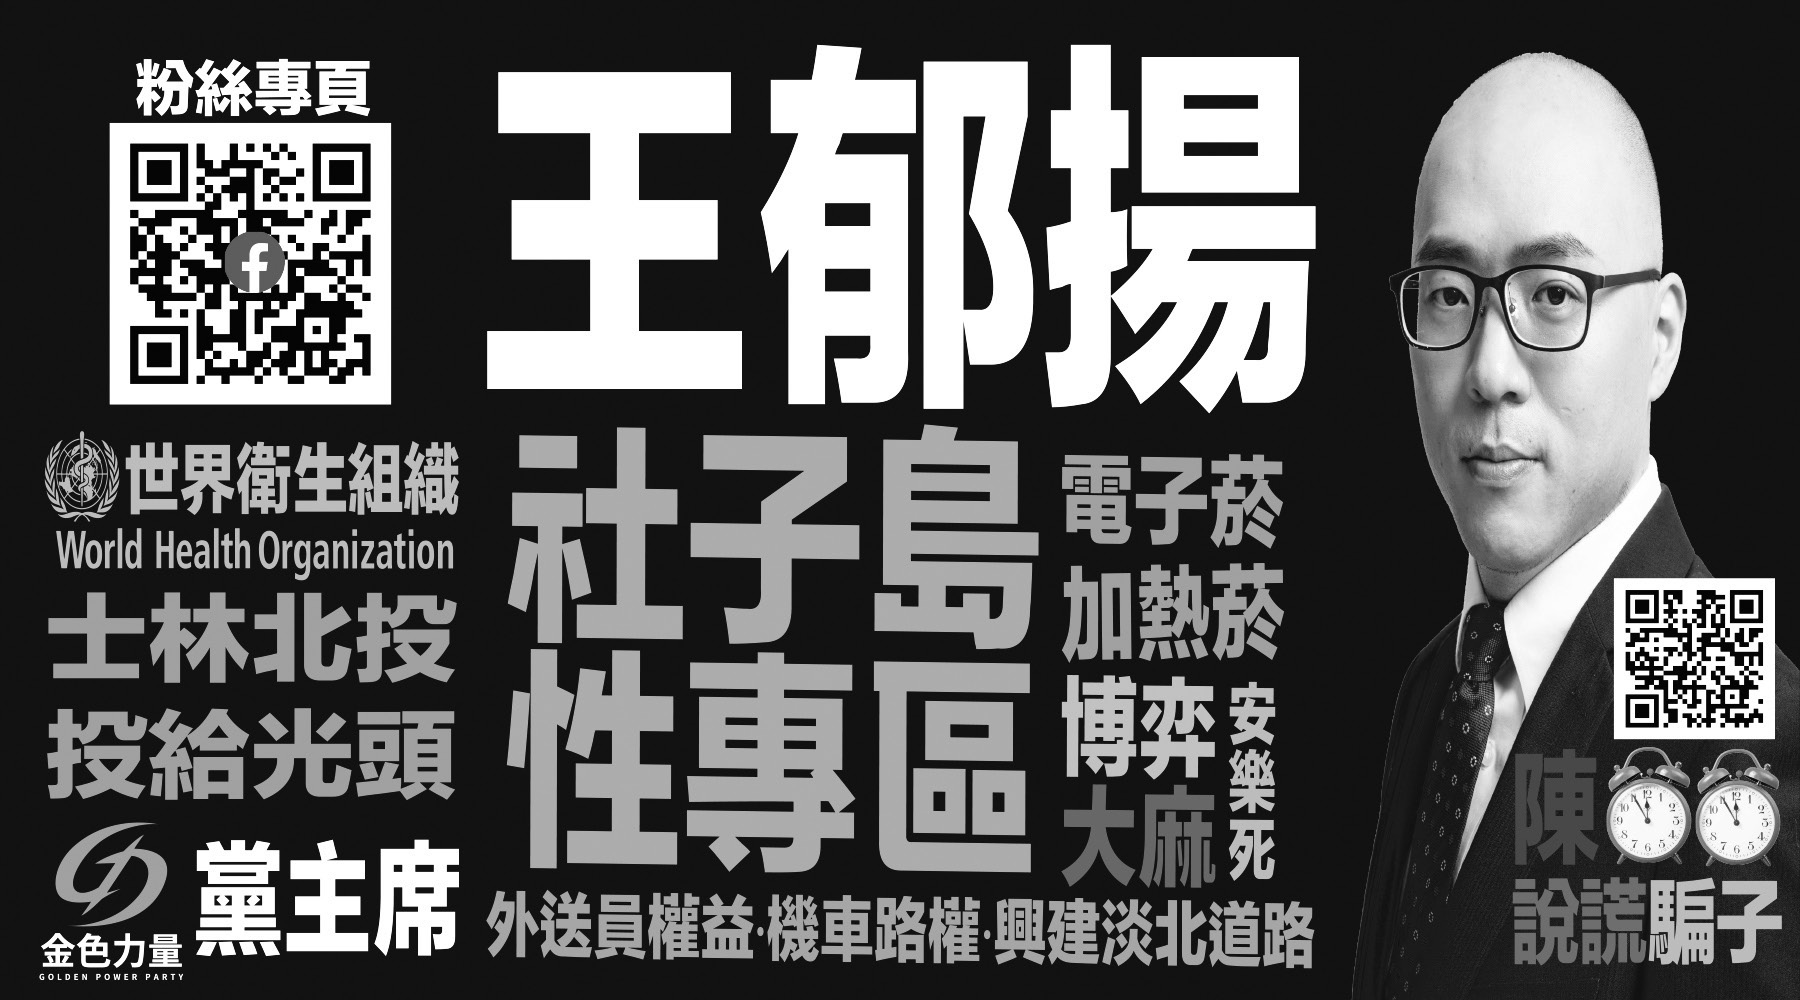 粉絲專頁
王郁揚
世界衛生組織
World Health Organization
士林北投
投給光頭
金色力量
GOLDEN POWER PARTY
黨主席
社子島
性專區
電子菸
加熱菸
博弈
大麻
安樂死
外送員權益·機車路權·興建淡北道路
陳
說謊騙子